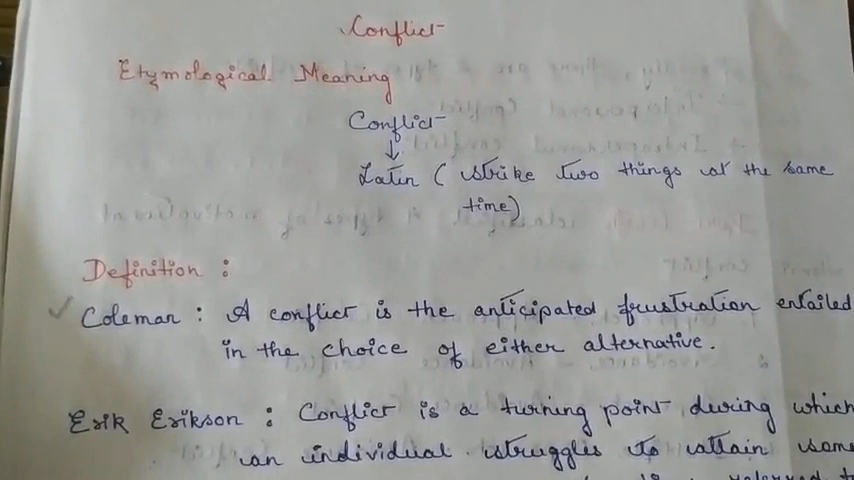 Conflict
Etymological Meaning
Conflict
↓
Latin ( strike two things at the same
time)
Definition :
✓ Coleman : A conflict is the anticipated frustration entailed
in the choice of either alternative.
Erik Erikson : Conflict is a turning point during which
an individual struggles to attain some